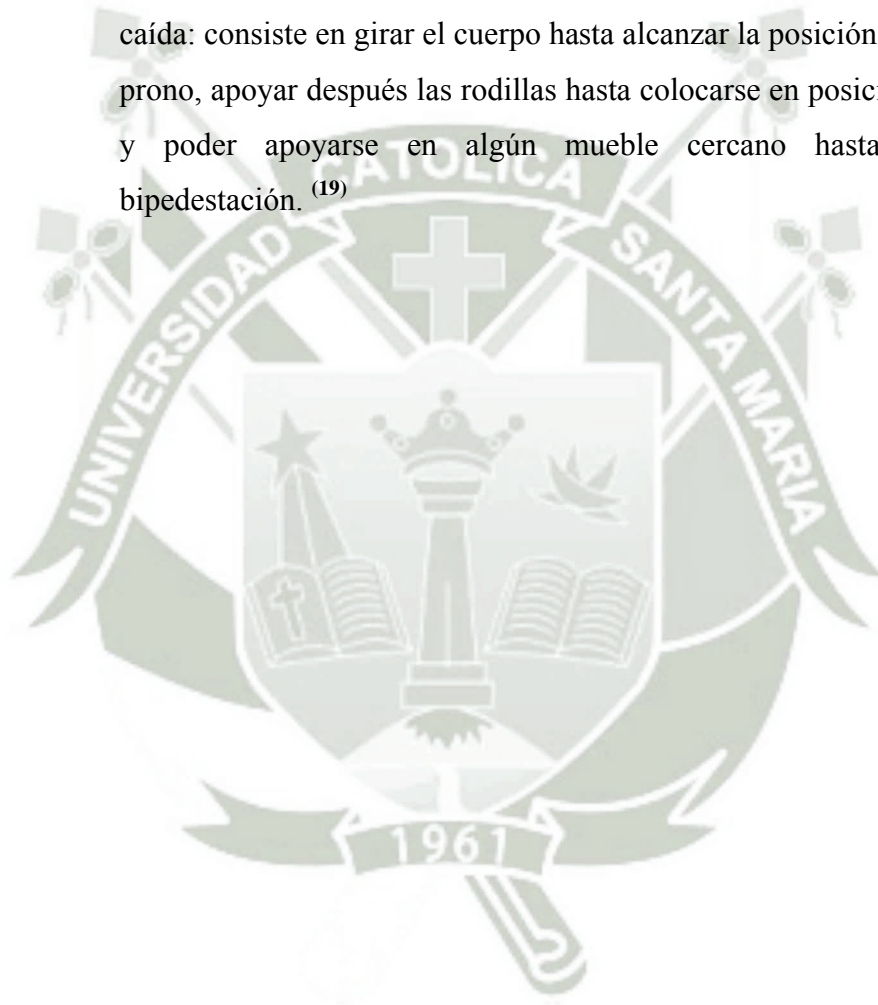 caída: consiste en girar el cuerpo hasta alcanzar la posición
prono, apoyar después las rodillas hasta colocarse en
y poder apoyarse en algún mueble cercano hasta
bipedestación. (19)
CATOLICA
UNIVERSIDAD
SANTA MARIA
1961